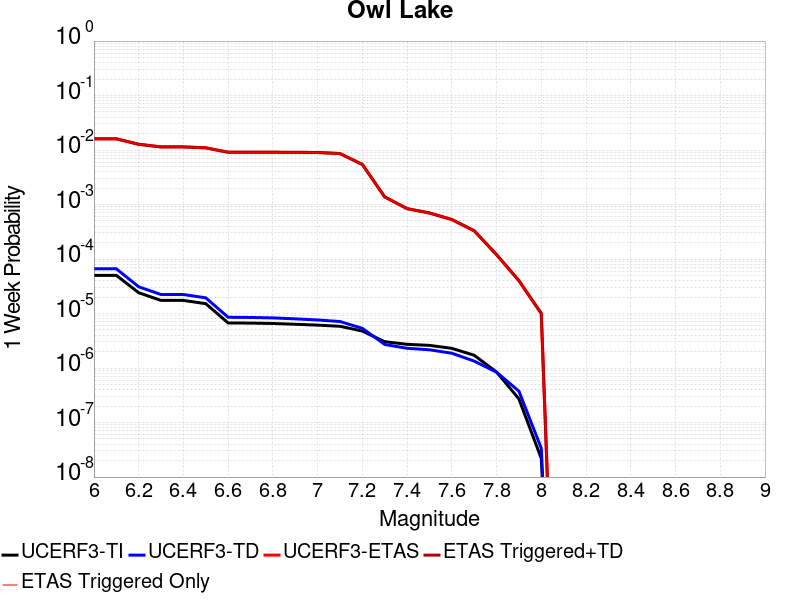 Owl Lake
10^0
10^-1
10^-2
10^-3
10^-4
10^-5
10^-6
10^-7
10^-8
1 Week Probability
6 6.2 6.4 6.6 6.8 7 7.2 7.4 7.6 7.8 8 8.2 8.4 8.6 8.8 9
Magnitude
UCERF3-TI UCERF3-TD UCERF3-ETAS ETAS Triggered+TD
ETAS Triggered Only